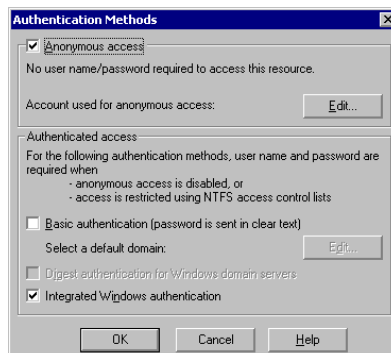 Authentication Methods
Anonymous access
No user name/password required to access this resource.
Account used for anonymous access:
Edit...
Authenticated access
For the following authentication methods, user name and password are
required when
- anonymous access is disabled, or
- access is restricted using NTFS access control lists
Basic authentication (password is sent in clear text)
Select a default domain:
Edit...
Digest authentication for Windows domain servers
Integrated Windows authentication
OK
Cancel
Help